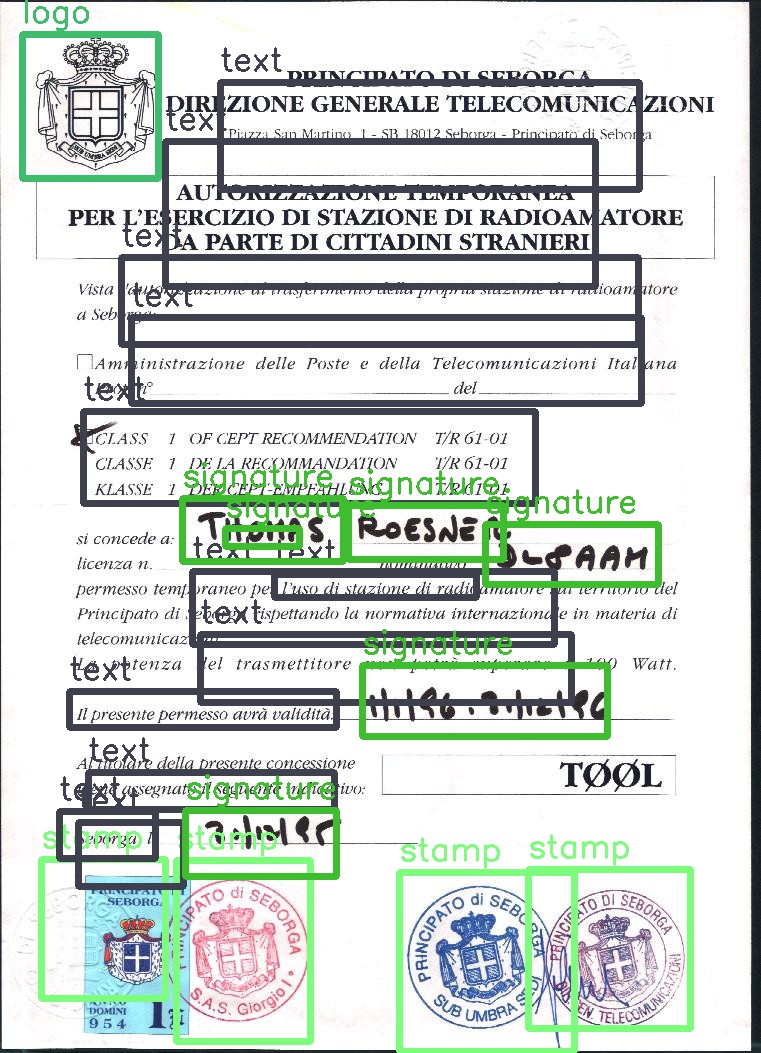 logo
text
PRINCIPATO DI SEBORGA
DIREZIONE GENERALE TELECOMUNICAZIONI
text
Piazza San Martino, 1 - SB 18012 Seborga - Principato di Seborga
SUB UMBRA SEDI
AUTORIZZAZIONE TEMPORANEA
PER L'ESERCIZIO DI STAZIONE DI RADIOAMATORE
DA PARTE DI CITTADINI STRANIERI
text
Vista l'autorizzazione al trasferimento della propria stazione di radioamatore
text
a Seborga:
Amministrazione delle Poste e della Telecomunicazioni Italiana
n° del
text
CLASS 1 OF CEPT RECOMMENDATION T/R 61-01
CLASSE 1 DE LA RECOMMANDATION T/R 61-01
KLASSE 1 DER CEPT-EMPFAHLUNG T/R 61-01
signature signature
signature signature
si concede a: THOMAS ROESNER
text text
licenza n. nominativo DL8AAM
permesso temporaneo per l'uso di stazione di radioamatore sul territorio del
text
Principato di Seborga rispettando la normativa internazionale in materia di
telecomunicazioni.
signature
La potenza del trasmettitore non potrà superare i 100 Watt.
text
Il presente permesso avrà validità. 1/1/96 - 31/12/96
text
Al titolare della presente concessione
viene assegnato il seguente indicativo: TØØL
text
text
signature
Seborga, lì
stamp stamp stamp stamp
PRINCIPATO
SEBORGA
ANNO
DOMINI
954
PRINCIPATO di SEBORGA
S.A.S. Giorgio I°
PRINCIPATO di SEBORGA
SUB UMBRA SEDI
PRINCIPATO di SEBORGA
DIR. GEN. TELECOMUNICAZIONI